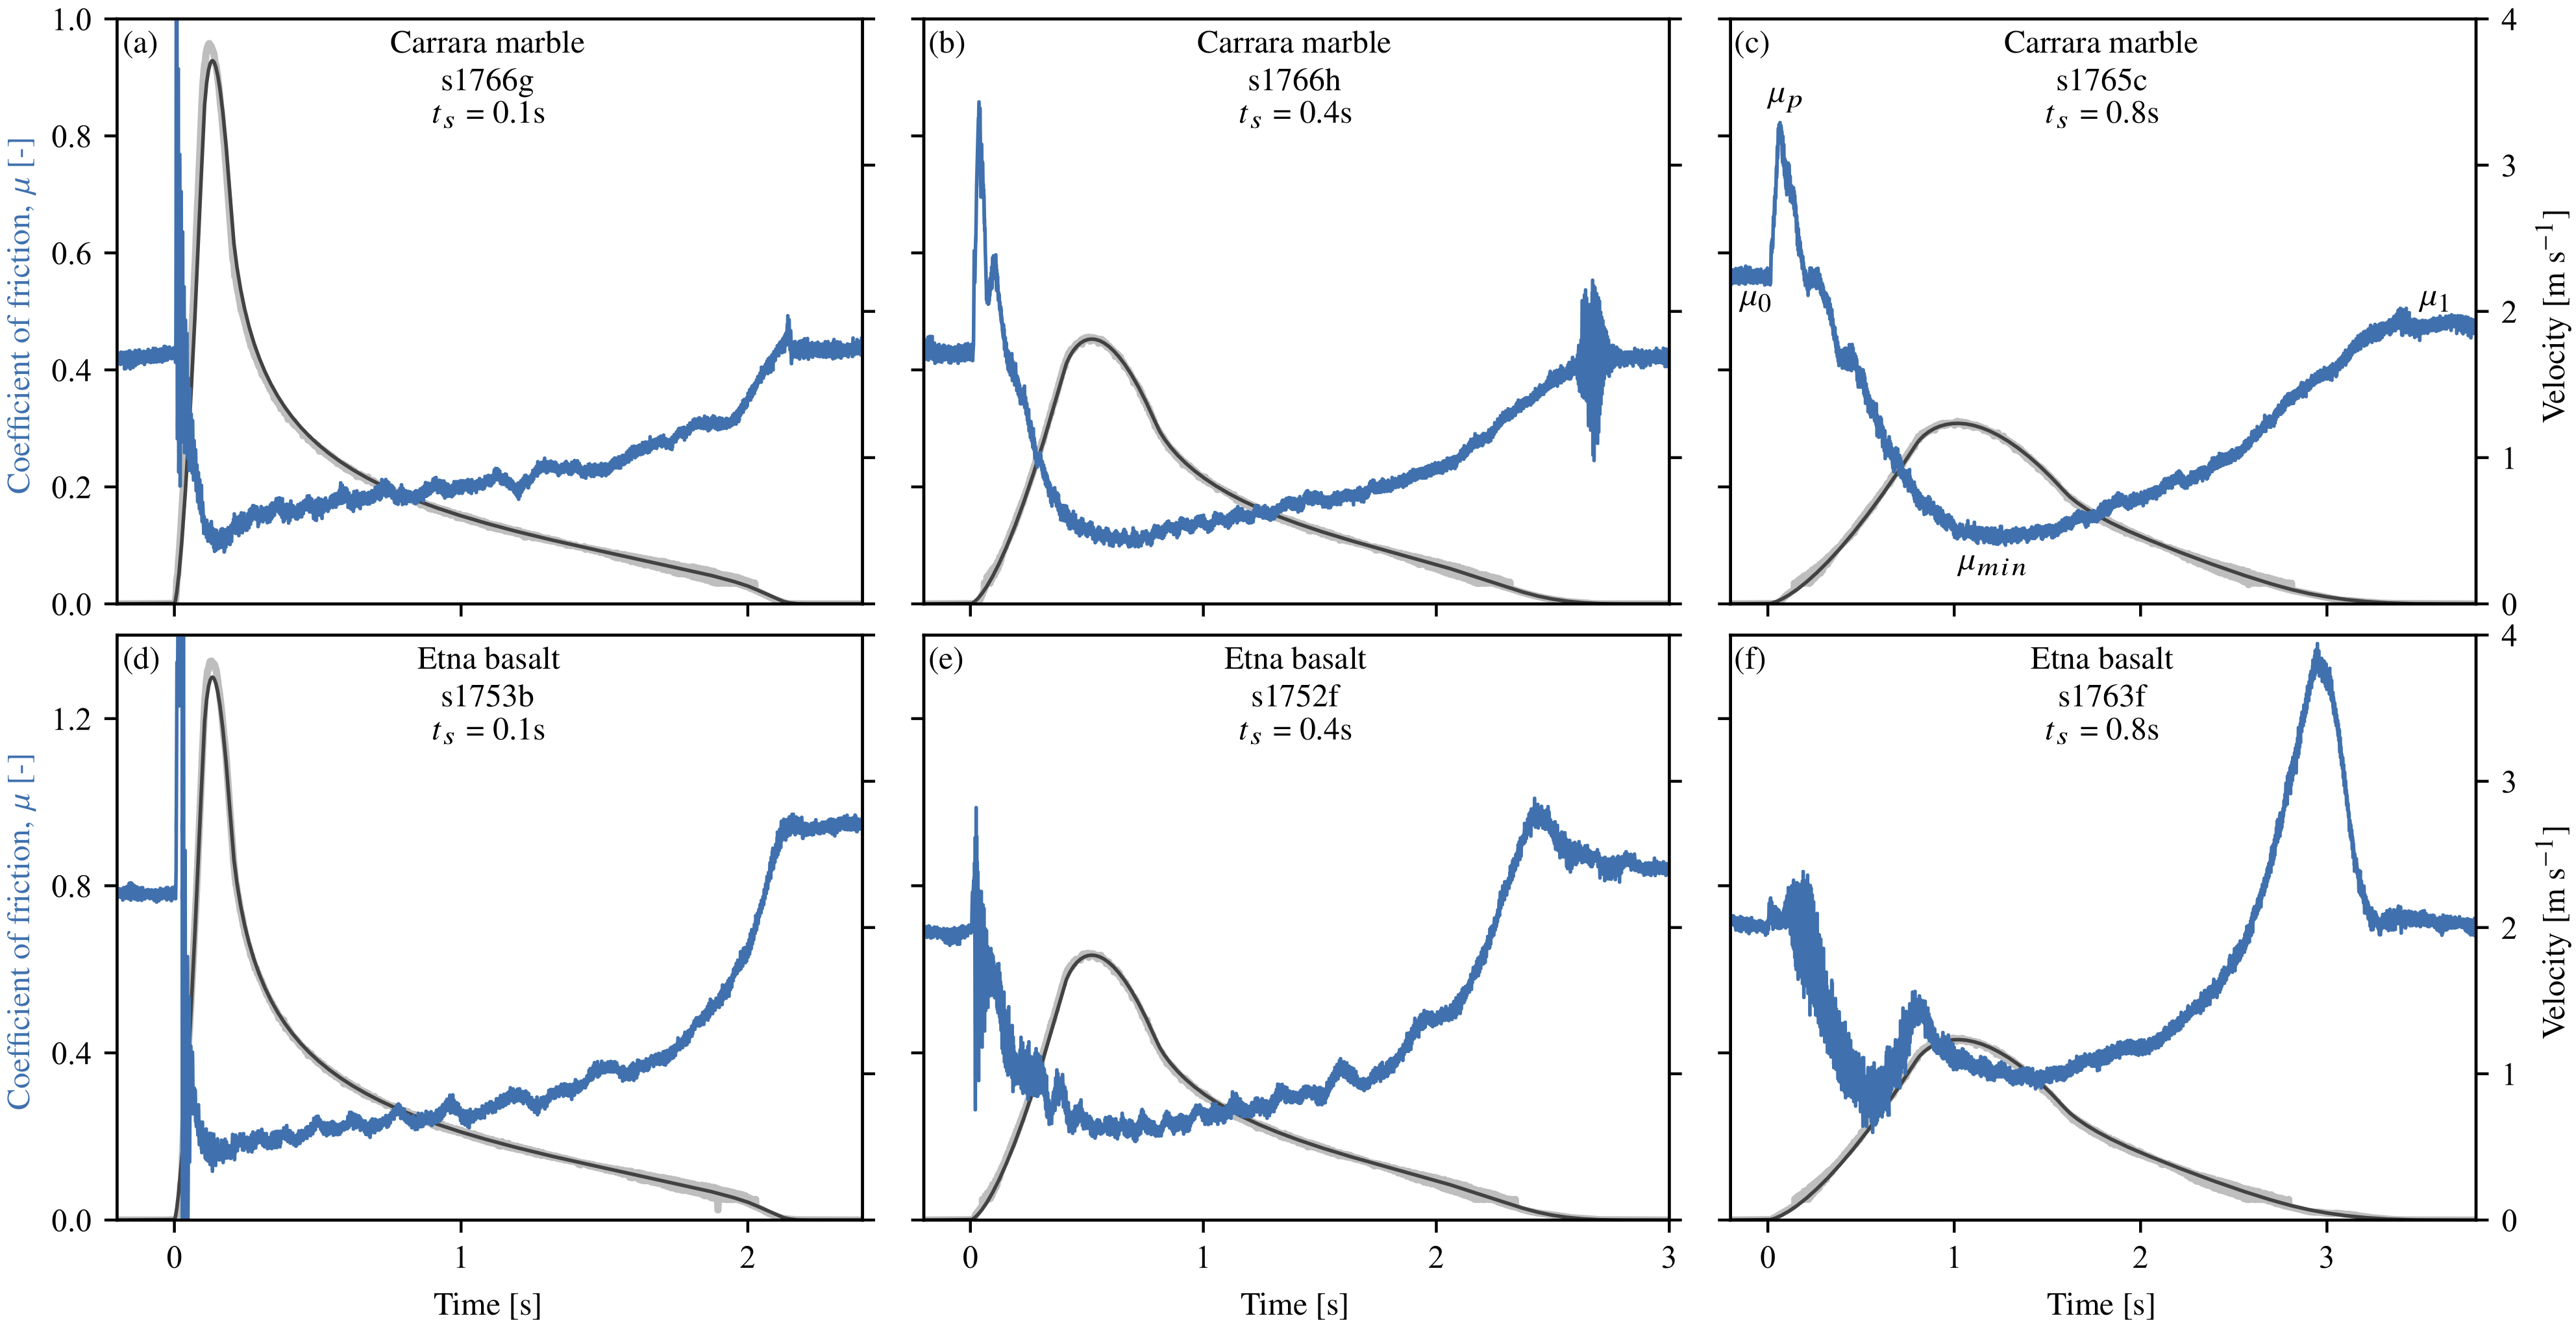 (a) Carrara marble
s1766g
t_s = 0.1s
(b) Carrara marble
s1766h
t_s = 0.4s
(c) Carrara marble
s1765c
t_s = 0.8s
μ_p
μ_0
μ_1
μ_min
1.0
0.8
0.6
0.4
0.2
0.0
Coefficient of friction, μ [-]
4
3
2
1
0
Velocity [m s⁻¹]
0 1 2
0 1 2 3
0 1 2 3
(d) Etna basalt
s1753b
t_s = 0.1s
(e) Etna basalt
s1752f
t_s = 0.4s
(f) Etna basalt
s1763f
t_s = 0.8s
1.2
0.8
0.4
0.0
Coefficient of friction, μ [-]
4
3
2
1
0
Velocity [m s⁻¹]
Time [s]
Time [s]
Time [s]